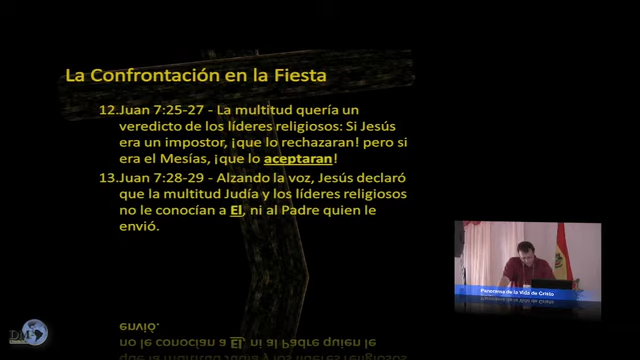 La Confrontación en la Fiesta
12.Juan 7:25-27 - La multitud quería un
veredicto de los líderes religiosos: Si Jesús
era un impostor, ¡que lo rechazaran! pero si
era el Mesías, ¡que lo aceptaran!
13.Juan 7:28-29 - Alzando la voz, Jesús declaró
que la multitud Judía y los líderes religiosos
no le conocían a El, ni al Padre quien le
envió.
Panorama de la Vida de Cristo
DM